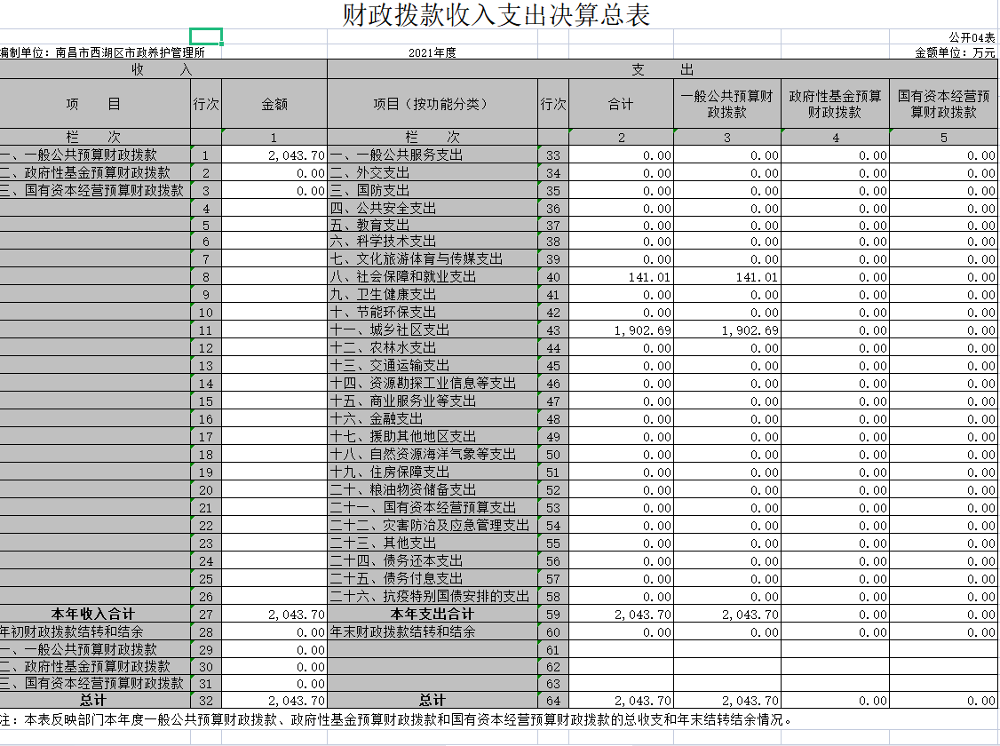 财政拨款收入支出决算总表
公开04表
编制单位：南昌市西湖区市政养护管理所 2021年度 金额单位：万元
收 入 支 出
项 目 行次 金额 项目（按功能分类） 行次 合计 一般公共预算财政拨款 政府性基金预算财政拨款 国有资本经营预算财政拨款
栏 次 1 栏 次 2 3 4 5
一、一般公共预算财政拨款 1 2,043.70 一、一般公共服务支出 33 0.00 0.00 0.00 0.00
二、政府性基金预算财政拨款 2 0.00 二、外交支出 34 0.00 0.00 0.00 0.00
三、国有资本经营预算财政拨款 3 0.00 三、国防支出 35 0.00 0.00 0.00 0.00
4 四、公共安全支出 36 0.00 0.00 0.00 0.00
5 五、教育支出 37 0.00 0.00 0.00 0.00
6 六、科学技术支出 38 0.00 0.00 0.00 0.00
7 七、文化旅游体育与传媒支出 39 0.00 0.00 0.00 0.00
8 八、社会保障和就业支出 40 141.01 141.01 0.00 0.00
9 九、卫生健康支出 41 0.00 0.00 0.00 0.00
10 十、节能环保支出 42 0.00 0.00 0.00 0.00
11 十一、城乡社区支出 43 1,902.69 1,902.69 0.00 0.00
12 十二、农林水支出 44 0.00 0.00 0.00 0.00
13 十三、交通运输支出 45 0.00 0.00 0.00 0.00
14 十四、资源勘探工业信息等支出 46 0.00 0.00 0.00 0.00
15 十五、商业服务业等支出 47 0.00 0.00 0.00 0.00
16 十六、金融支出 48 0.00 0.00 0.00 0.00
17 十七、援助其他地区支出 49 0.00 0.00 0.00 0.00
18 十八、自然资源海洋气象等支出 50 0.00 0.00 0.00 0.00
19 十九、住房保障支出 51 0.00 0.00 0.00 0.00
20 二十、粮油物资储备支出 52 0.00 0.00 0.00 0.00
21 二十一、国有资本经营预算支出 53 0.00 0.00 0.00 0.00
22 二十二、灾害防治及应急管理支出 54 0.00 0.00 0.00 0.00
23 二十三、其他支出 55 0.00 0.00 0.00 0.00
24 二十四、债务还本支出 56 0.00 0.00 0.00 0.00
25 二十五、债务付息支出 57 0.00 0.00 0.00 0.00
26 二十六、抗疫特别国债安排的支出 58 0.00 0.00 0.00 0.00
本年收入合计 27 2,043.70 本年支出合计 59 2,043.70 2,043.70 0.00 0.00
年初财政拨款结转和结余 28 0.00 年末财政拨款结转和结余 60 0.00 0.00 0.00 0.00
一、一般公共预算财政拨款 29 0.00 61
二、政府性基金预算财政拨款 30 0.00 62
三、国有资本经营预算财政拨款 31 0.00 63
总计 32 2,043.70 总计 64 2,043.70 2,043.70 0.00 0.00
注：本表反映部门本年度一般公共预算财政拨款、政府性基金预算财政拨款和国有资本经营预算财政拨款的总收支和年末结转结余情况。